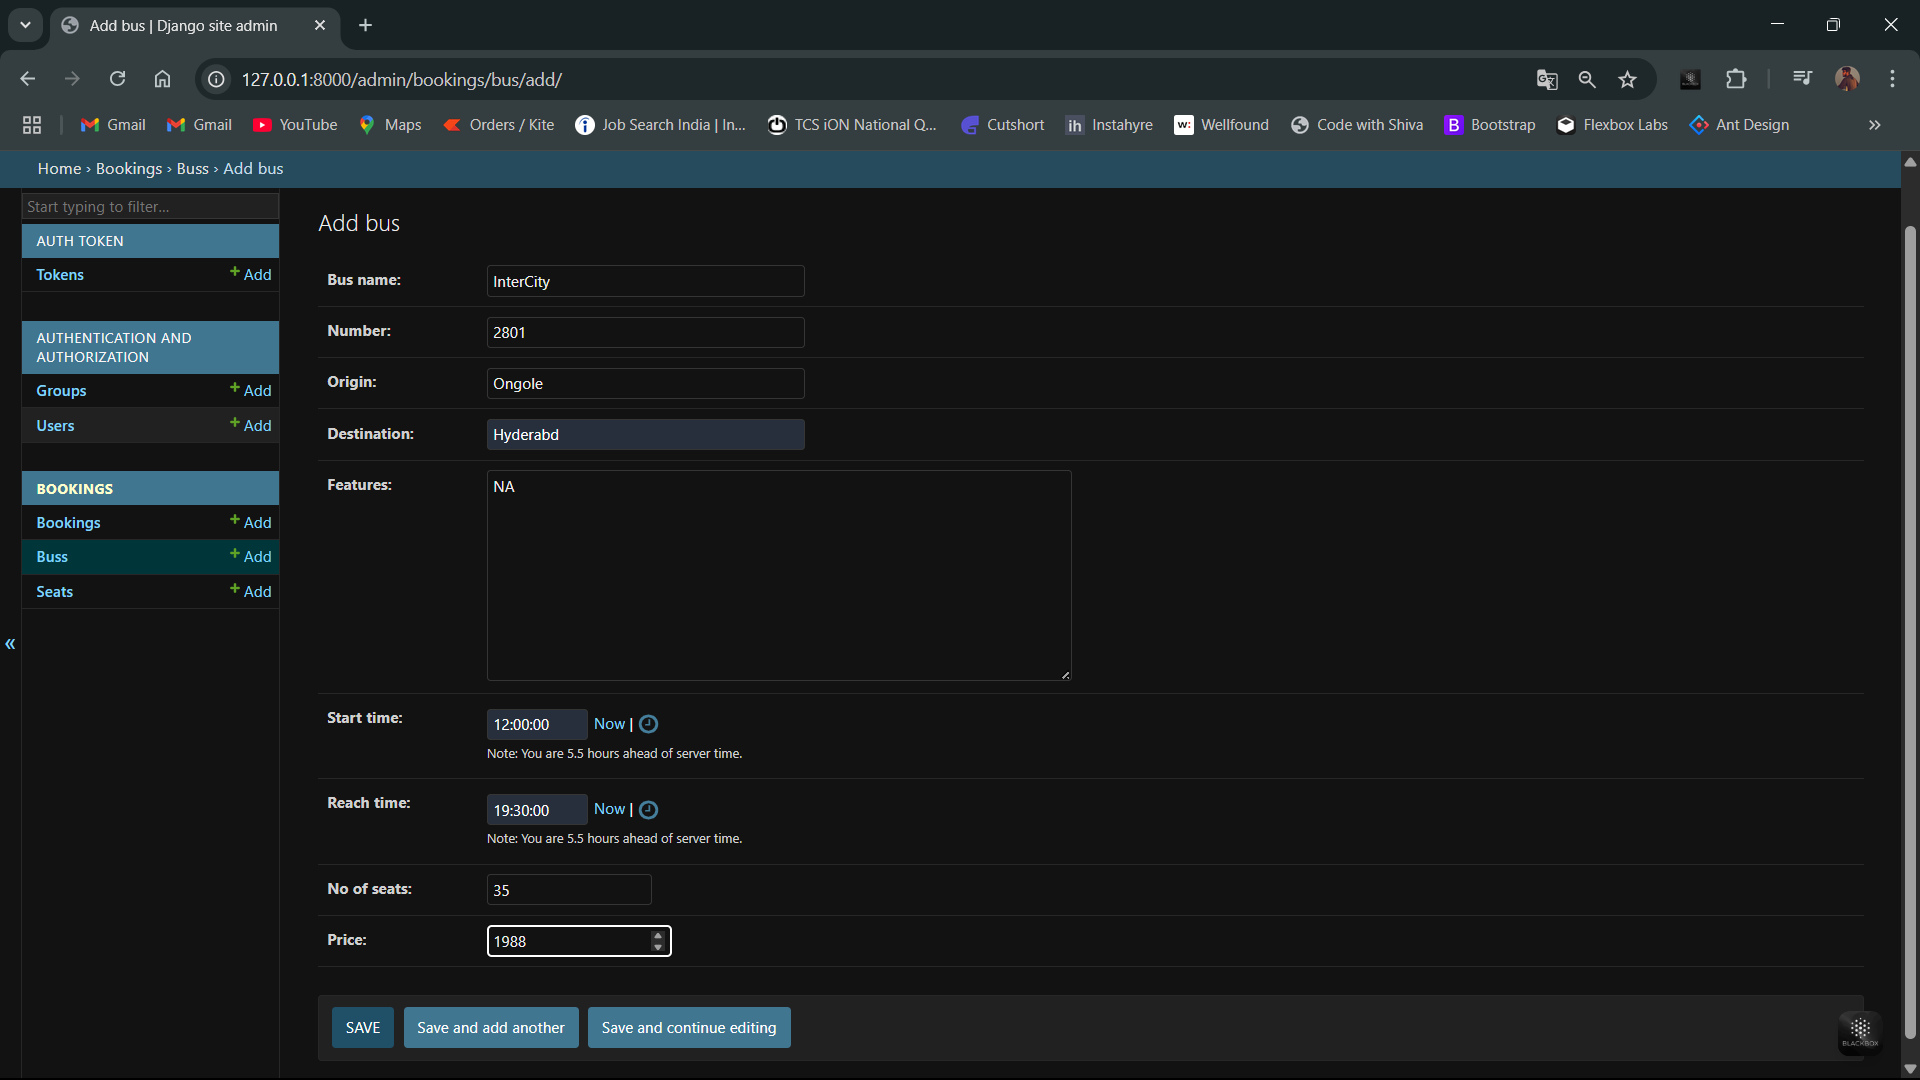 Add bus | Django site admin
127.0.0.1:8000/admin/bookings/bus/add/
Gmail
Gmail
YouTube
Maps
Orders / Kite
Job Search India | In...
TCS iON National Q...
Cutshort
ih Instahyre
w: Wellfound
Code with Shiva
B Bootstrap
Flexbox Labs
Ant Design
»
Home › Bookings › Buss › Add bus
Start typing to filter...
AUTH TOKEN
Tokens + Add
AUTHENTICATION AND
AUTHORIZATION
Groups + Add
Users + Add
BOOKINGS
Bookings + Add
Buss + Add
Seats + Add
«
Add bus
Bus name: InterCity
Number: 2801
Origin: Ongole
Destination: Hyderabd
Features: NA
Start time: 12:00:00 Now |
Note: You are 5.5 hours ahead of server time.
Reach time: 19:30:00 Now |
Note: You are 5.5 hours ahead of server time.
No of seats: 35
Price: 1988
SAVE
Save and add another
Save and continue editing
BLACKBOX